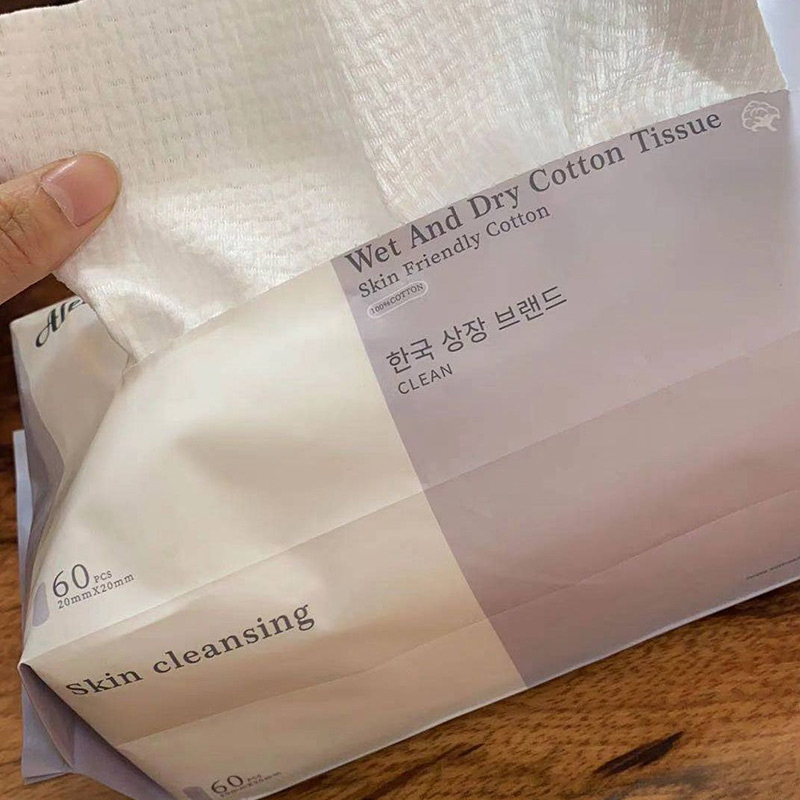 Wet And Dry Cotton Tissue
Skin Friendly Cotton
100%COTTON
한국 상장 브랜드
CLEAN
60 PCS
20mmX20mm
Skin cleansing
60 PCS